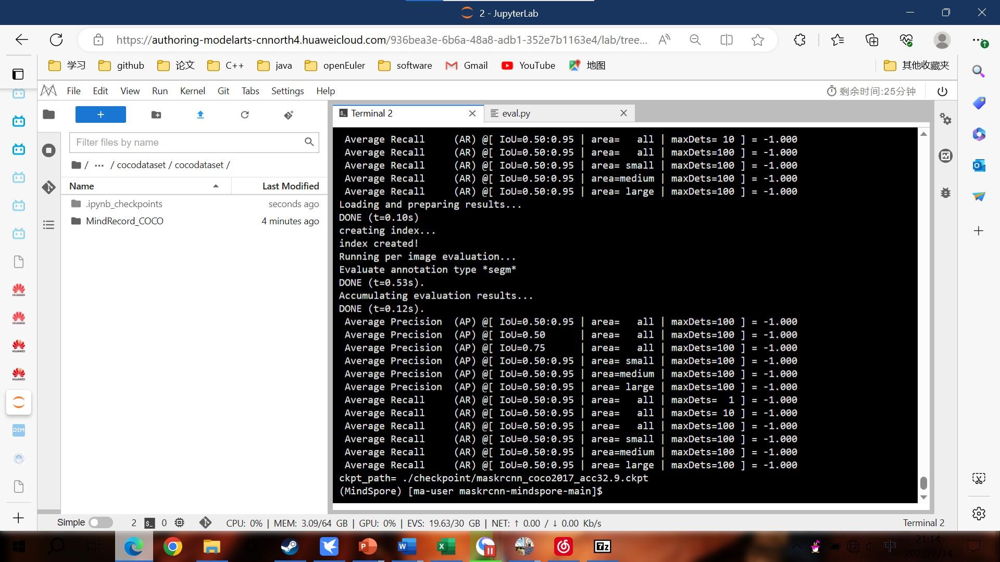 2 - JupyterLab
https://authoring-modelarts-cnnorth4.huaweicloud.com/936bea3e-6b6a-48a8-adb1-352e7b1163e4/lab/tree...
学习 github 论文 C++ java openEuler software Gmail YouTube 地图 其他收藏夹
File Edit View Run Kernel Git Tabs Settings Help 剩余时间:25分钟
Terminal 2 eval.py
Filter files by name
/ ... / cocodataset / cocodataset /
Name Last Modified
.ipynb_checkpoints seconds ago
MindRecord_COCO 4 minutes ago
Average Recall (AR) @[ IoU=0.50:0.95 | area= all | maxDets= 10 ] = -1.000
Average Recall (AR) @[ IoU=0.50:0.95 | area= all | maxDets=100 ] = -1.000
Average Recall (AR) @[ IoU=0.50:0.95 | area= small | maxDets=100 ] = -1.000
Average Recall (AR) @[ IoU=0.50:0.95 | area=medium | maxDets=100 ] = -1.000
Average Recall (AR) @[ IoU=0.50:0.95 | area= large | maxDets=100 ] = -1.000
Loading and preparing results...
DONE (t=0.10s)
creating index...
index created!
Running per image evaluation...
Evaluate annotation type *segm*
DONE (t=0.53s).
Accumulating evaluation results...
DONE (t=0.12s).
Average Precision (AP) @[ IoU=0.50:0.95 | area= all | maxDets=100 ] = -1.000
Average Precision (AP) @[ IoU=0.50 | area= all | maxDets=100 ] = -1.000
Average Precision (AP) @[ IoU=0.75 | area= all | maxDets=100 ] = -1.000
Average Precision (AP) @[ IoU=0.50:0.95 | area= small | maxDets=100 ] = -1.000
Average Precision (AP) @[ IoU=0.50:0.95 | area=medium | maxDets=100 ] = -1.000
Average Precision (AP) @[ IoU=0.50:0.95 | area= large | maxDets=100 ] = -1.000
Average Recall (AR) @[ IoU=0.50:0.95 | area= all | maxDets= 1 ] = -1.000
Average Recall (AR) @[ IoU=0.50:0.95 | area= all | maxDets= 10 ] = -1.000
Average Recall (AR) @[ IoU=0.50:0.95 | area= all | maxDets=100 ] = -1.000
Average Recall (AR) @[ IoU=0.50:0.95 | area= small | maxDets=100 ] = -1.000
Average Recall (AR) @[ IoU=0.50:0.95 | area=medium | maxDets=100 ] = -1.000
Average Recall (AR) @[ IoU=0.50:0.95 | area= large | maxDets=100 ] = -1.000
ckpt_path= ./checkpoint/maskrcnn_coco2017_acc32.9.ckpt
(MindSpore) [ma-user maskrcnn-mindspore-main]$
HUAWEI
HUAWEI
HUAWEI
HUAWEI
DSM
Simple 2 0 CPU: 0% | MEM: 3.09/64 GB | GPU: 0% | EVS: 19.63/30 GB | NET: ↑ 0.00 / ↓ 0.00 Kb/s Terminal 2
中 21:14
2023/7/14